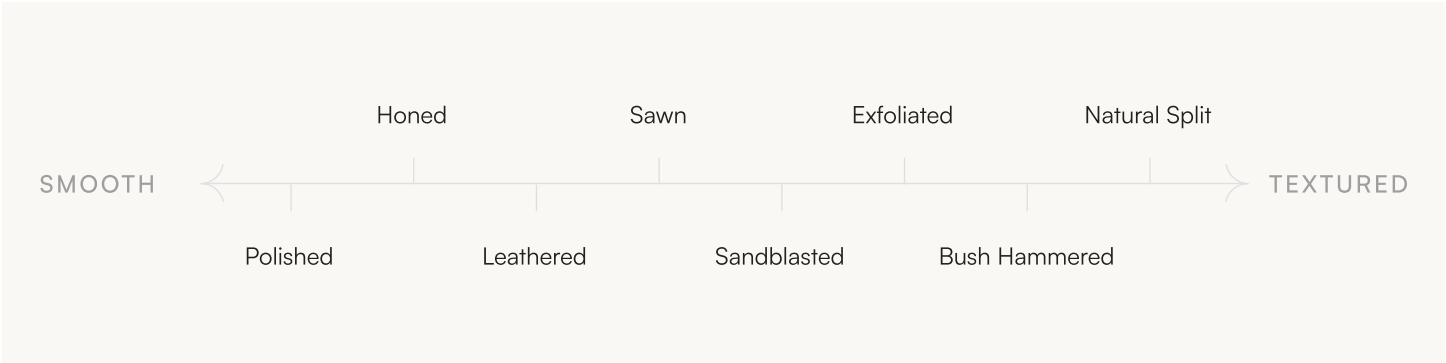 Honed Sawn Exfoliated Natural Split
SMOOTH TEXTURED
Polished Leathered Sandblasted Bush Hammered